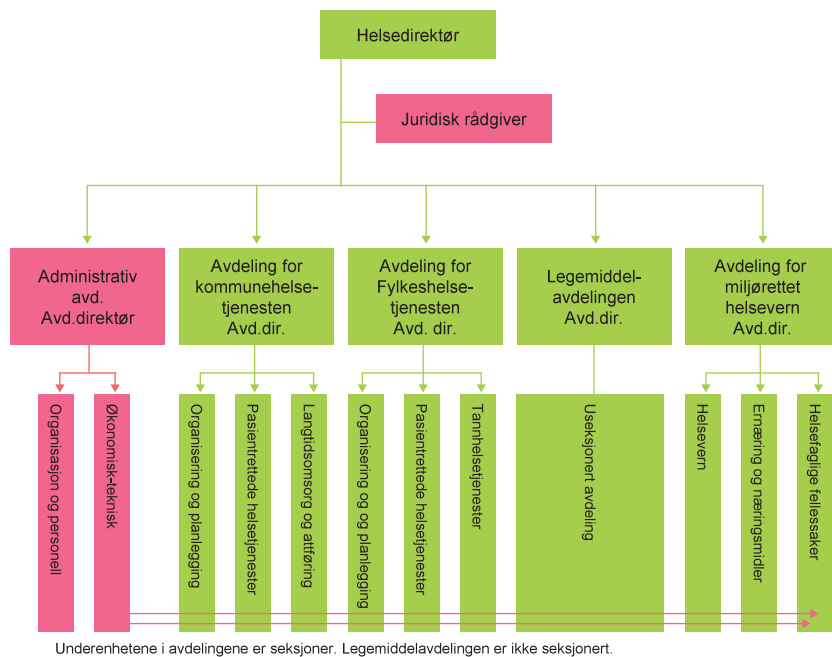 Helsedirektør
Juridisk rådgiver
Administrativ
avd.
Avd.direktør
Avdeling for
kommunehelse-
tjenesten
Avd.dir.
Avdeling for
Fylkeshelse-
tjenesten
Avd. dir.
Legemiddel-
avdelingen
Avd.dir.
Avdeling for
miljørettet
helsevern
Avd.dir.
Organisasjon og personell
Økonomisk-teknisk
Organisering og planlegging
Pasientrettede helsetjenester
Langtidsomsorg og attføring
Organisering og og planlegging
Pasientrettede helsetjenester
Tannhelsetjenester
Useksjonert avdeling
Helsevern
Ernæring og næringsmidler
Helsefaglige fellessaker
Underenhetene i avdelingene er seksjoner. Legemiddelavdelingen er ikke seksjonert.